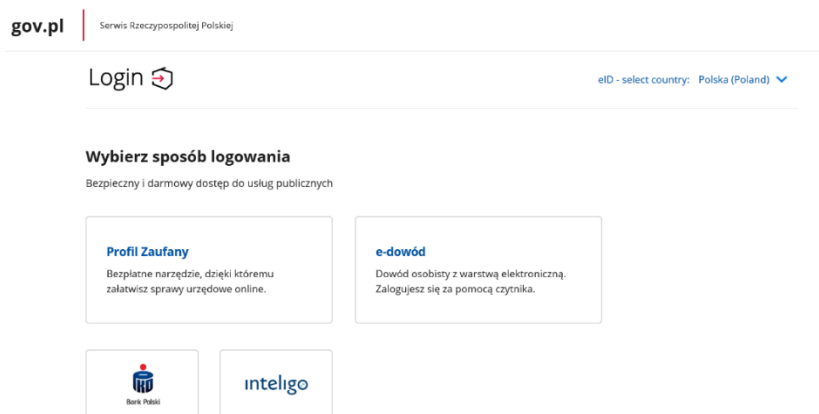 gov.pl
Serwis Rzeczypospolitej Polskiej
Login
eID - select country: Polska (Poland)
Wybierz sposób logowania
Bezpieczny i darmowy dostęp do usług publicznych
Profil Zaufany
Bezpłatne narzędzie, dzięki któremu
załatwisz sprawy urzędowe online.
e-dowód
Dowód osobisty z warstwą elektroniczną.
Zalogujesz się za pomocą czytnika.
PKO
Bank Polski
inteligo